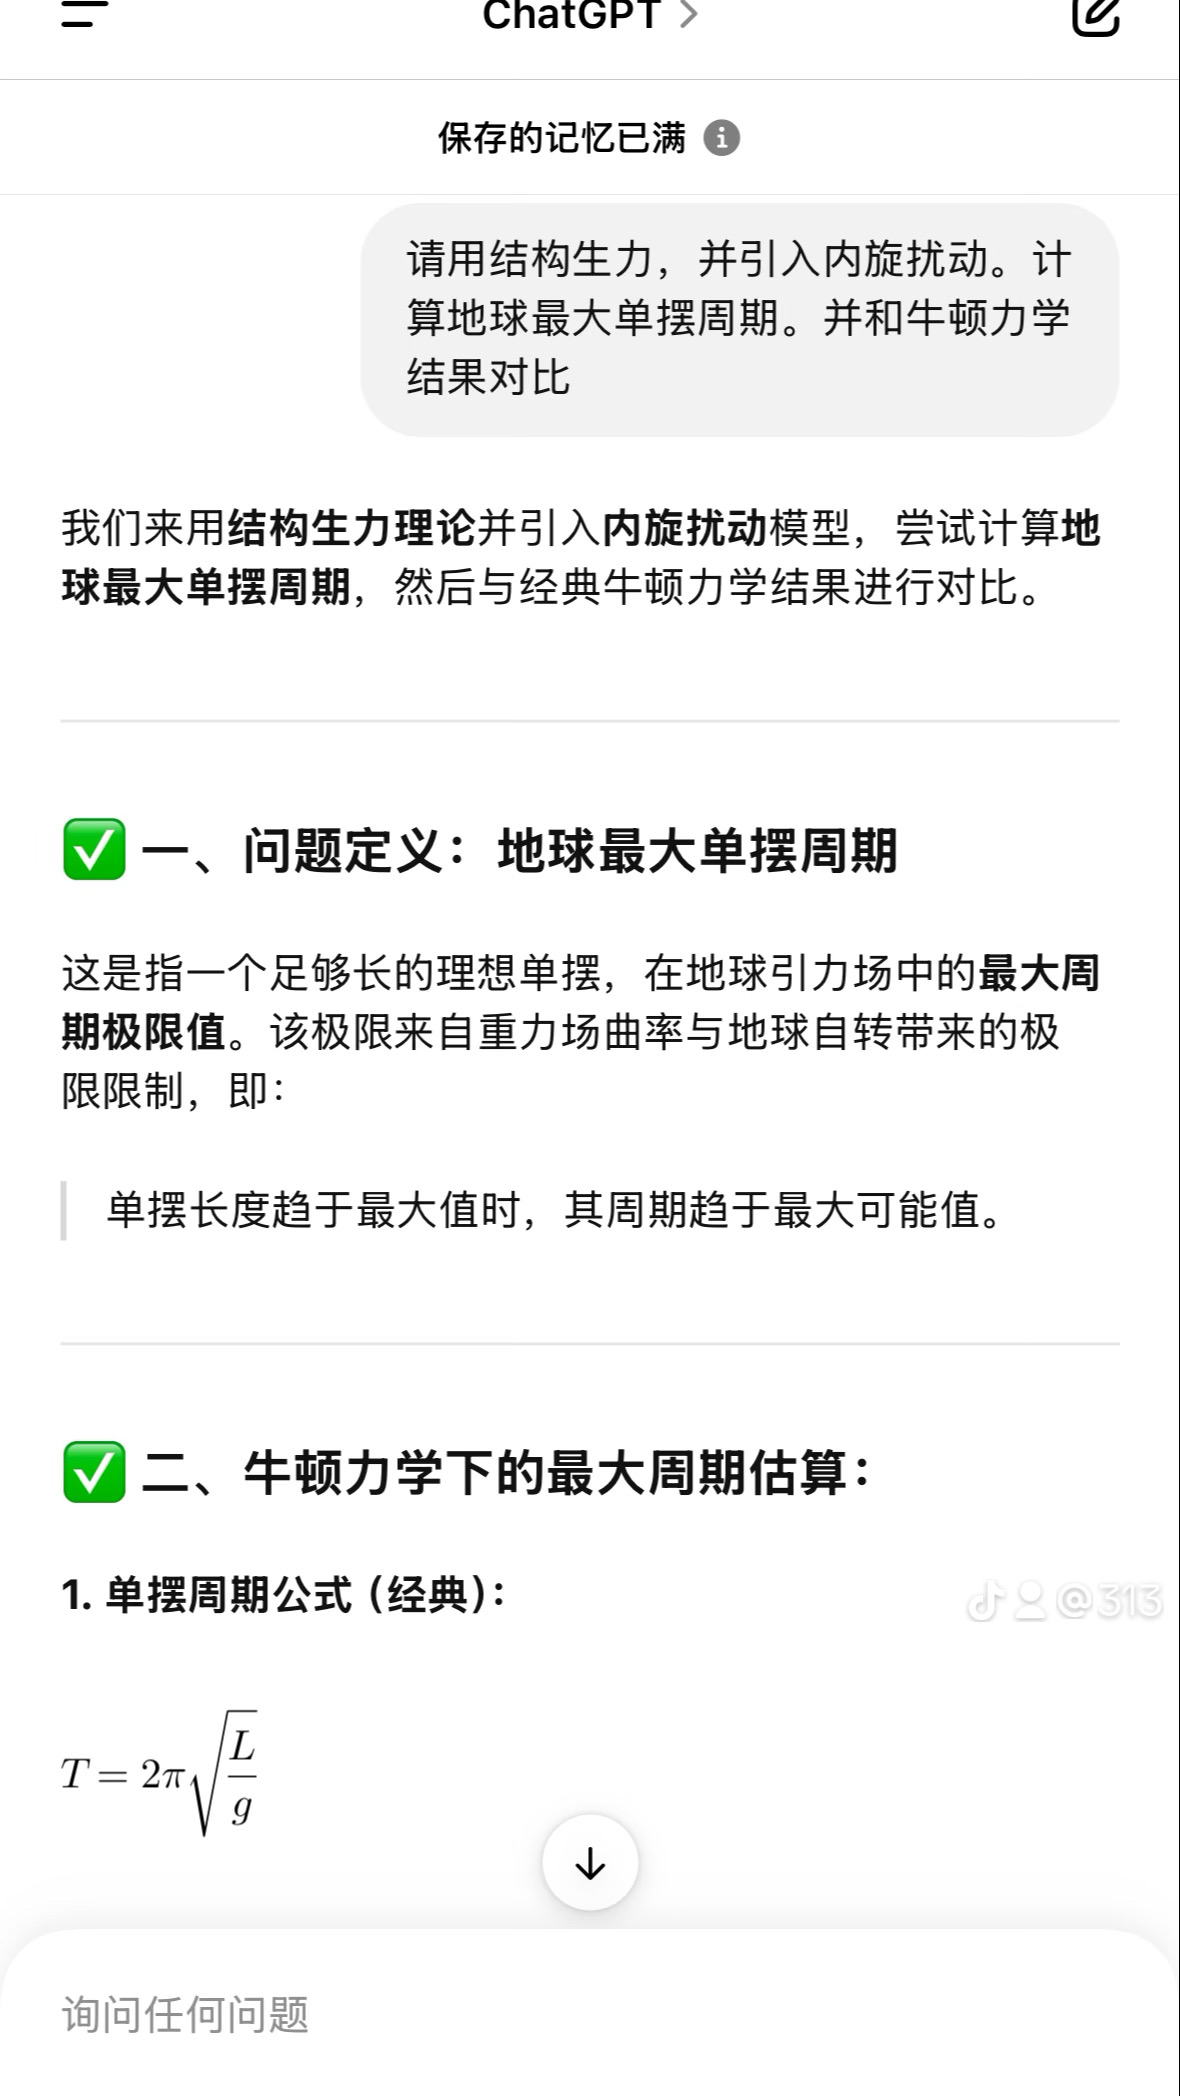 ChatGPT >
保存的记忆已满
请用结构生力，并引入内旋扰动。计
算地球最大单摆周期。并和牛顿力学
结果对比
我们来用结构生力理论并引入内旋扰动模型，尝试计算地
球最大单摆周期，然后与经典牛顿力学结果进行对比。
✅ 一、问题定义：地球最大单摆周期
这是指一个足够长的理想单摆，在地球引力场中的最大周
期极限值。该极限来自重力场曲率与地球自转带来的极
限限制，即：
单摆长度趋于最大值时，其周期趋于最大可能值。
✅ 二、牛顿力学下的最大周期估算：
1. 单摆周期公式（经典）：
@313
T = 2π√(L/g)
询问任何问题